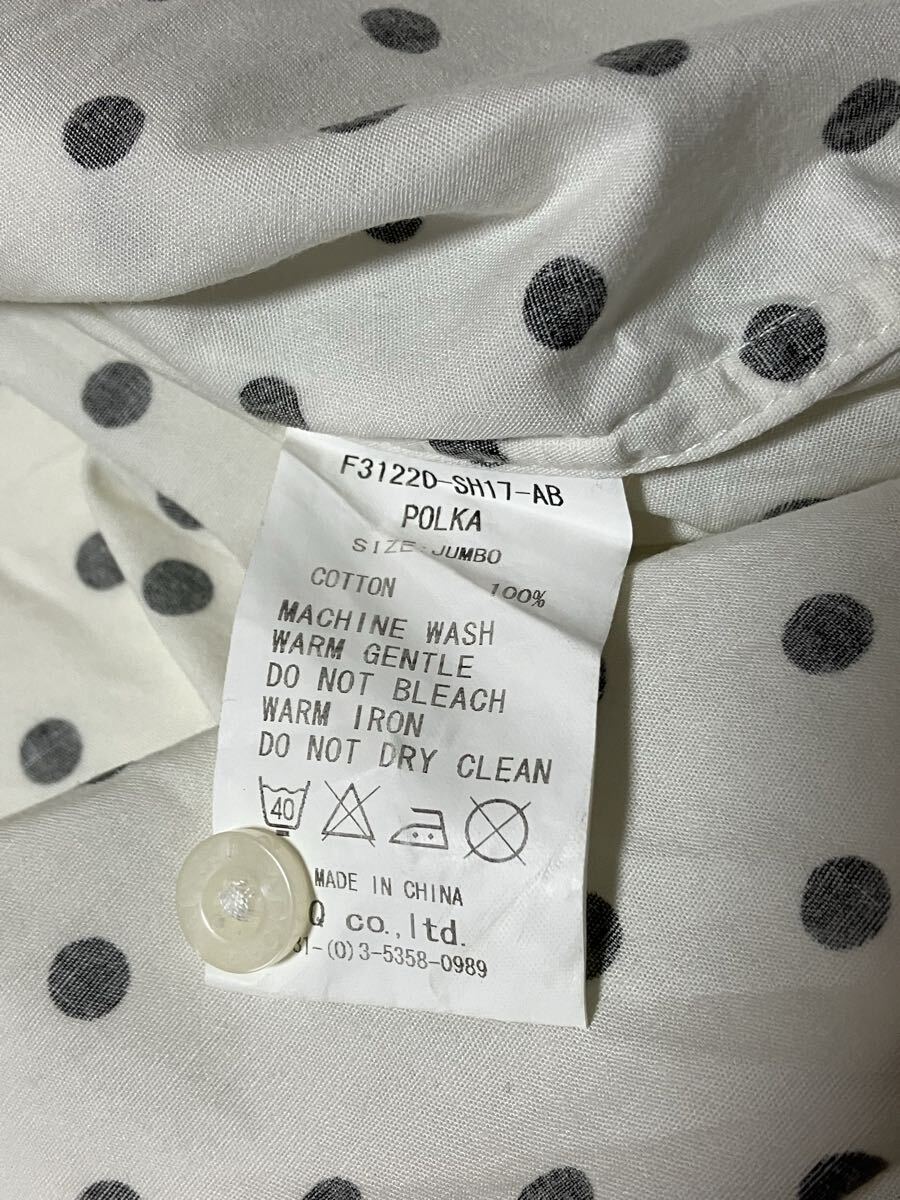 F3122D-SH17-AB
POLKA
SIZE:JUMBO
COTTON 100%
MACHINE WASH
WARM GENTLE
DO NOT BLEACH
WARM IRON
DO NOT DRY CLEAN
40
MADE IN CHINA
Q co.,ltd.
31-(0)3-5358-0989